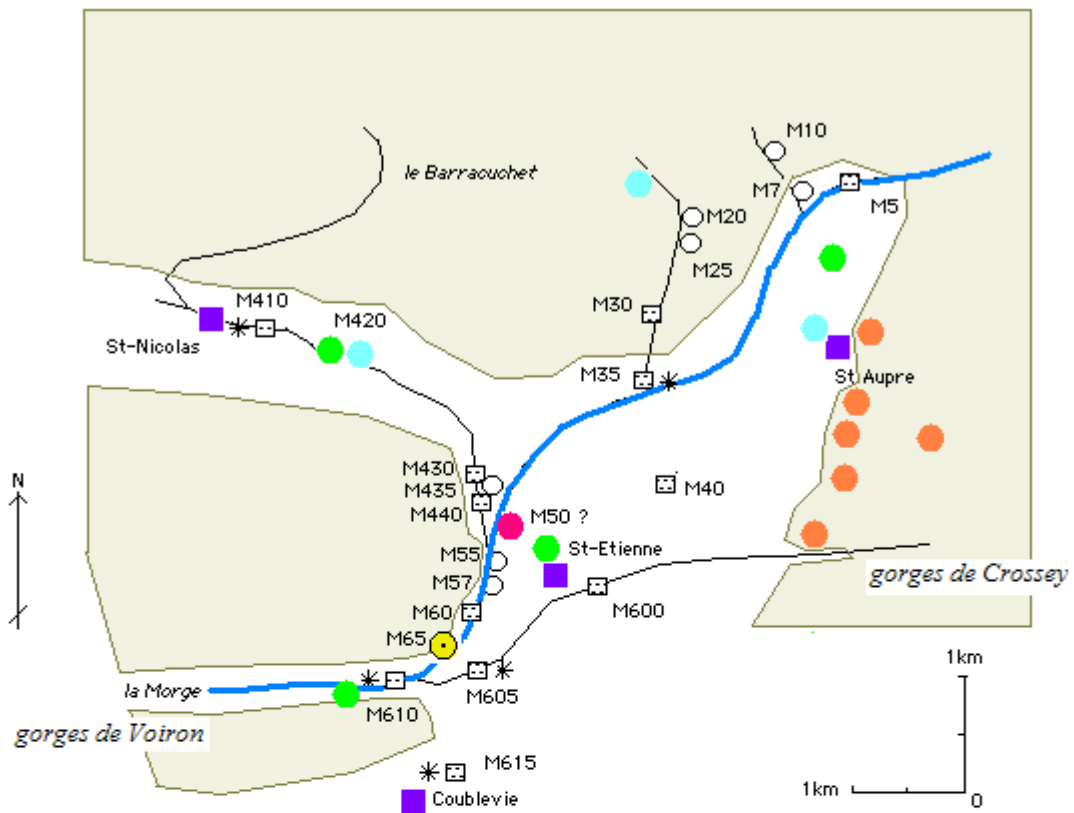 M10
le Barracuchet
M7
M5
M20
M25
M410
M30
M420
St-Nicolas
M35
St Aupre
M430
N
M435
M40
M440
M50 ?
St-Etienne
M55
gorges de Crossey
M57
M60
M600
M65
1km
la Morge
M605
M610
gorges de Voiron
M615
1km
0
Coublevie